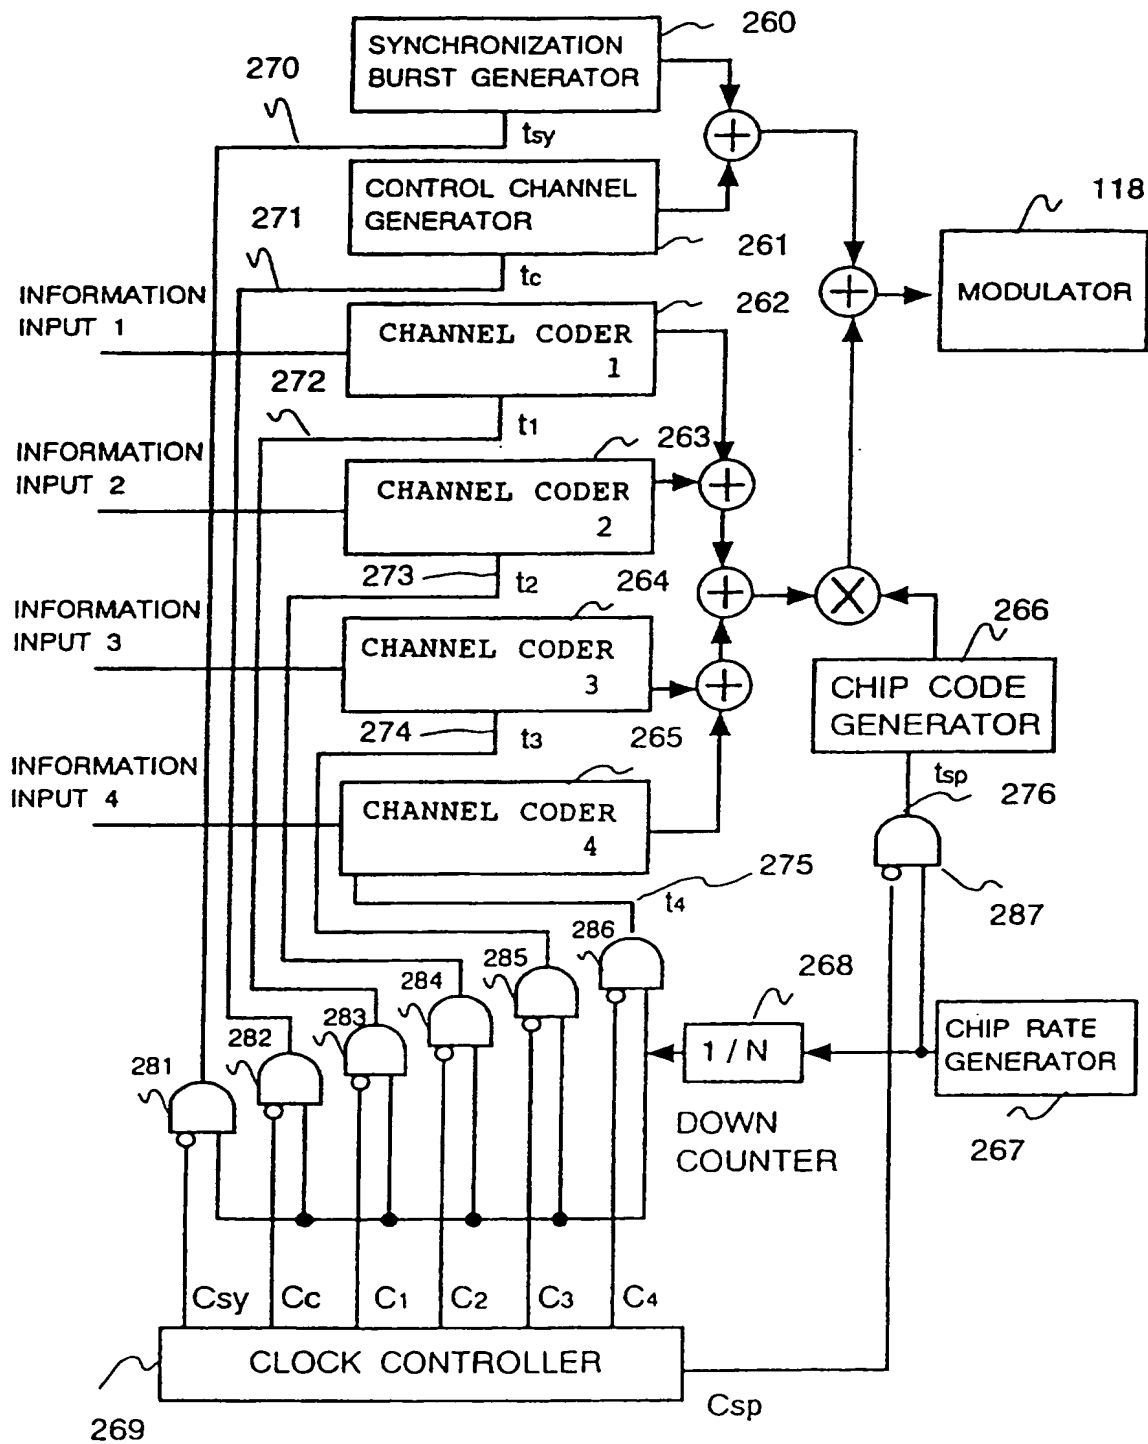 260
SYNCHRONIZATION
BURST GENERATOR
270
tsy
+
118
CONTROL CHANNEL
GENERATOR
271
261
tc
INFORMATION
INPUT 1
262
MODULATOR
+
CHANNEL CODER
1
272
t1
INFORMATION
INPUT 2
263
CHANNEL CODER
2
+
273
t2
264
+
×
INFORMATION
INPUT 3
266
CHANNEL CODER
3
+
CHIP CODE
GENERATOR
274
t3
265
INFORMATION
INPUT 4
tsp
276
CHANNEL CODER
4
275
t4
287
286
285
284
283
282
281
268
1 / N
CHIP RATE
GENERATOR
DOWN
COUNTER
267
Csy
Cc
C1
C2
C3
C4
CLOCK CONTROLLER
Csp
269